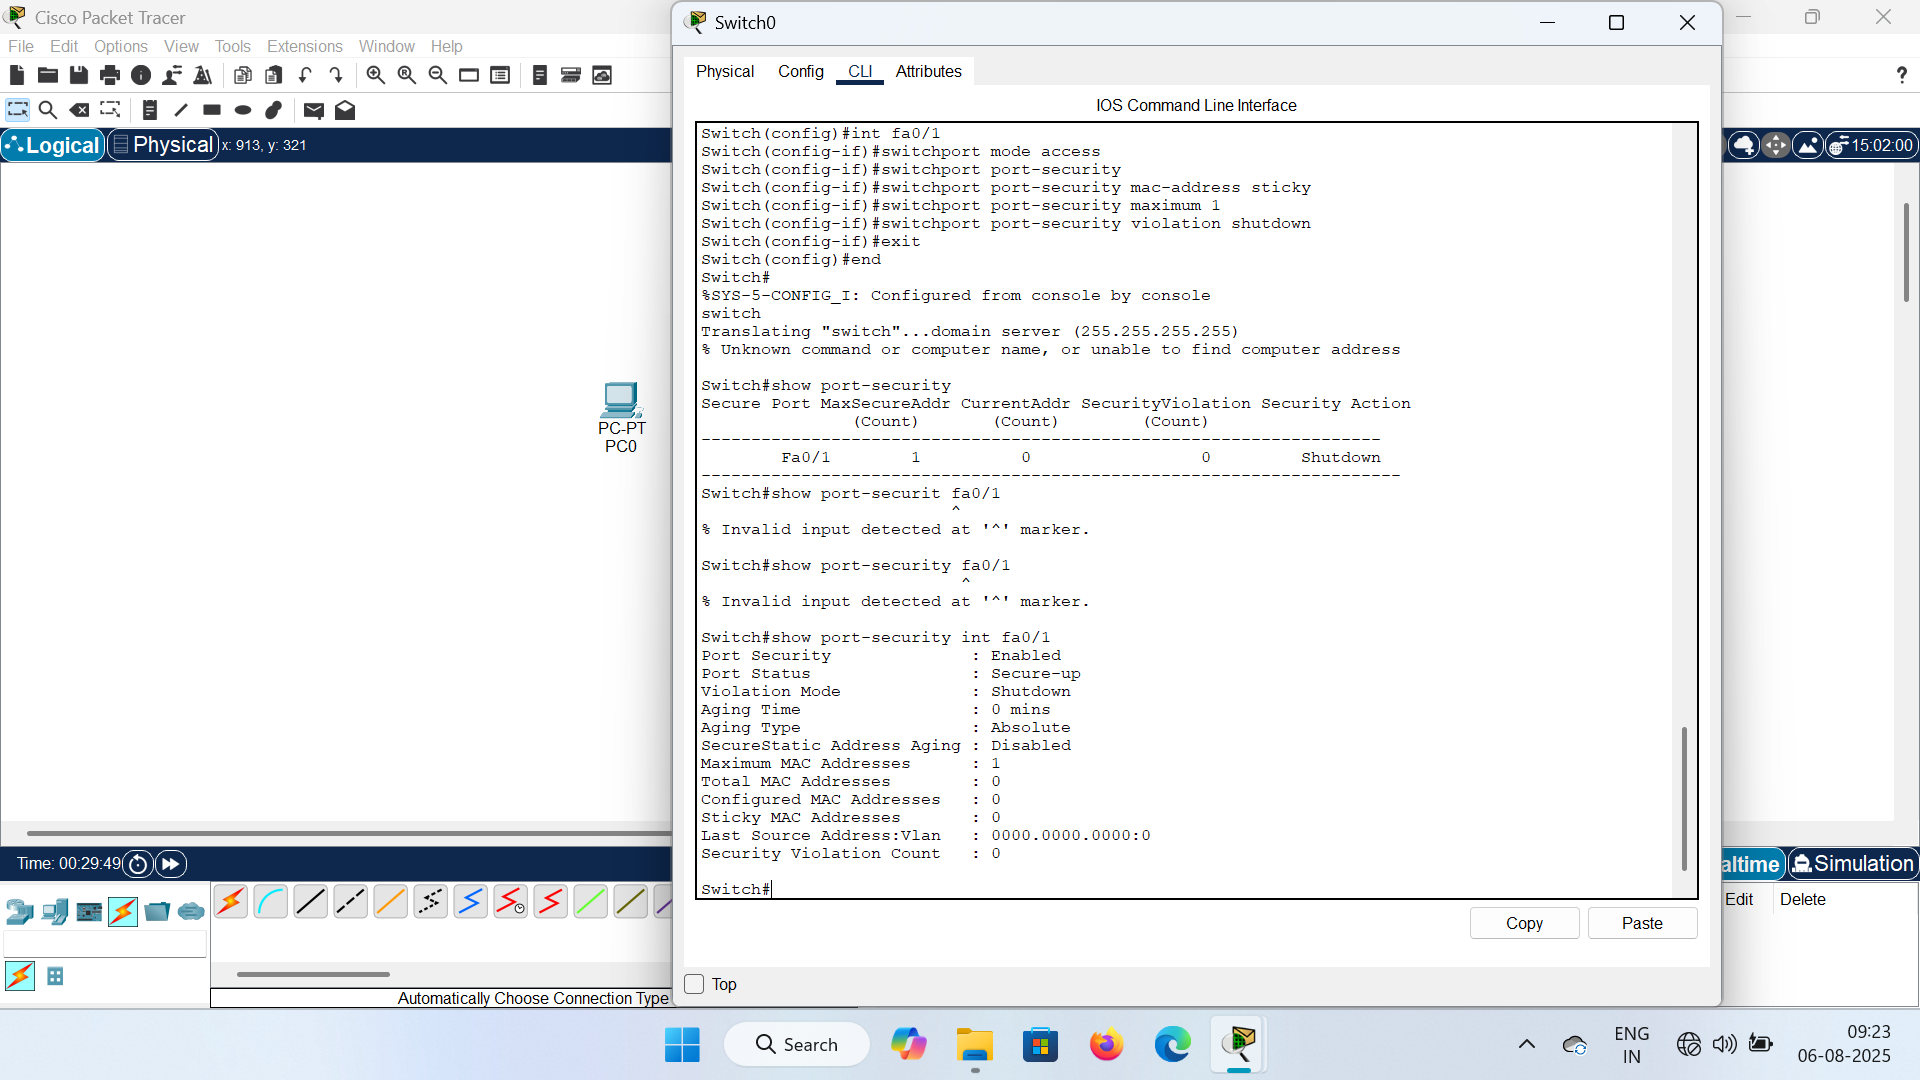 Cisco Packet Tracer
File Edit Options View Tools Extensions Window Help
Logical Physical x: 913, y: 321
PC-PT
PC0
Time: 00:29:49
Automatically Choose Connection Type
Switch0
Physical Config CLI Attributes
IOS Command Line Interface
Switch(config)#int fa0/1
Switch(config-if)#switchport mode access
Switch(config-if)#switchport port-security
Switch(config-if)#switchport port-security mac-address sticky
Switch(config-if)#switchport port-security maximum 1
Switch(config-if)#switchport port-security violation shutdown
Switch(config-if)#exit
Switch(config)#end
Switch#
%SYS-5-CONFIG_I: Configured from console by console
switch
Translating "switch"...domain server (255.255.255.255)
% Unknown command or computer name, or unable to find computer address
Switch#show port-security
Secure Port MaxSecureAddr CurrentAddr SecurityViolation Security Action
(Count) (Count) (Count)
--------------------------------------------------------------------
Fa0/1 1 0 0 Shutdown
----------------------------------------------------------------------
Switch#show port-securit fa0/1
^
% Invalid input detected at '^' marker.
Switch#show port-security fa0/1
^
% Invalid input detected at '^' marker.
Switch#show port-security int fa0/1
Port Security : Enabled
Port Status : Secure-up
Violation Mode : Shutdown
Aging Time : 0 mins
Aging Type : Absolute
SecureStatic Address Aging : Disabled
Maximum MAC Addresses : 1
Total MAC Addresses : 0
Configured MAC Addresses : 0
Sticky MAC Addresses : 0
Last Source Address:Vlan : 0000.0000.0000:0
Security Violation Count : 0
Switch#
Copy Paste
Top
?
15:02:00
altime Simulation
Edit Delete
Search
ENG
IN
09:23
06-08-2025